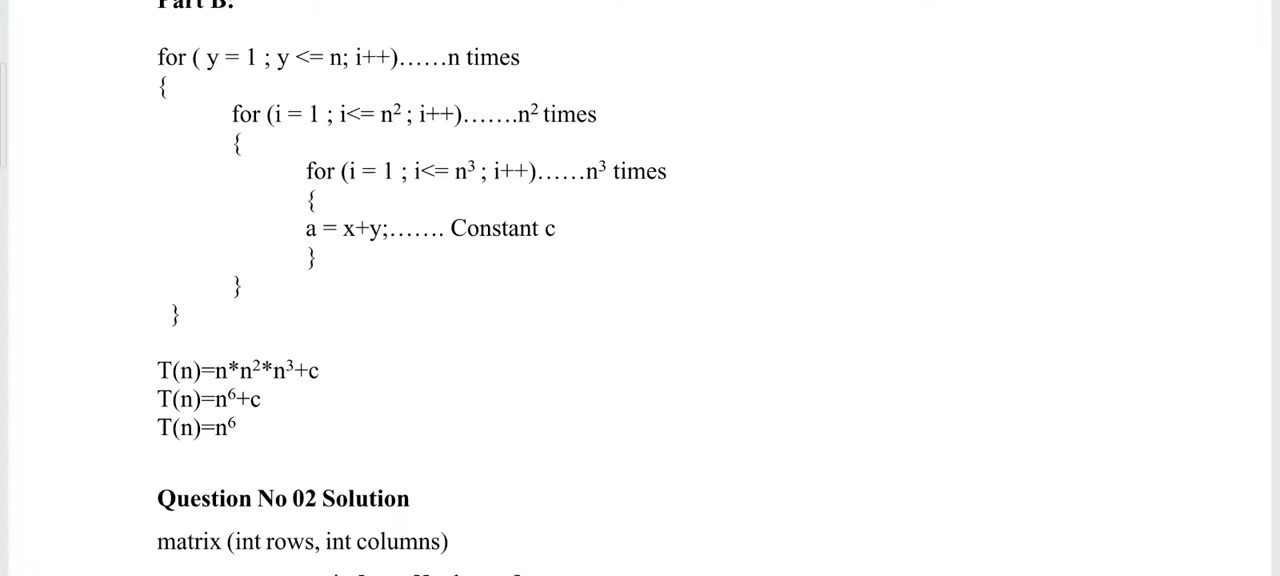 Part B:
for ( y = 1 ; y <= n; i++)……n times
{
for (i = 1 ; i<= n² ; i++)…….n² times
{
for (i = 1 ; i<= n³ ; i++)……n³ times
{
a = x+y;……. Constant c
}
}
}
T(n)=n*n²*n³+c
T(n)=n⁶+c
T(n)=n⁶
Question No 02 Solution
matrix (int rows, int columns)